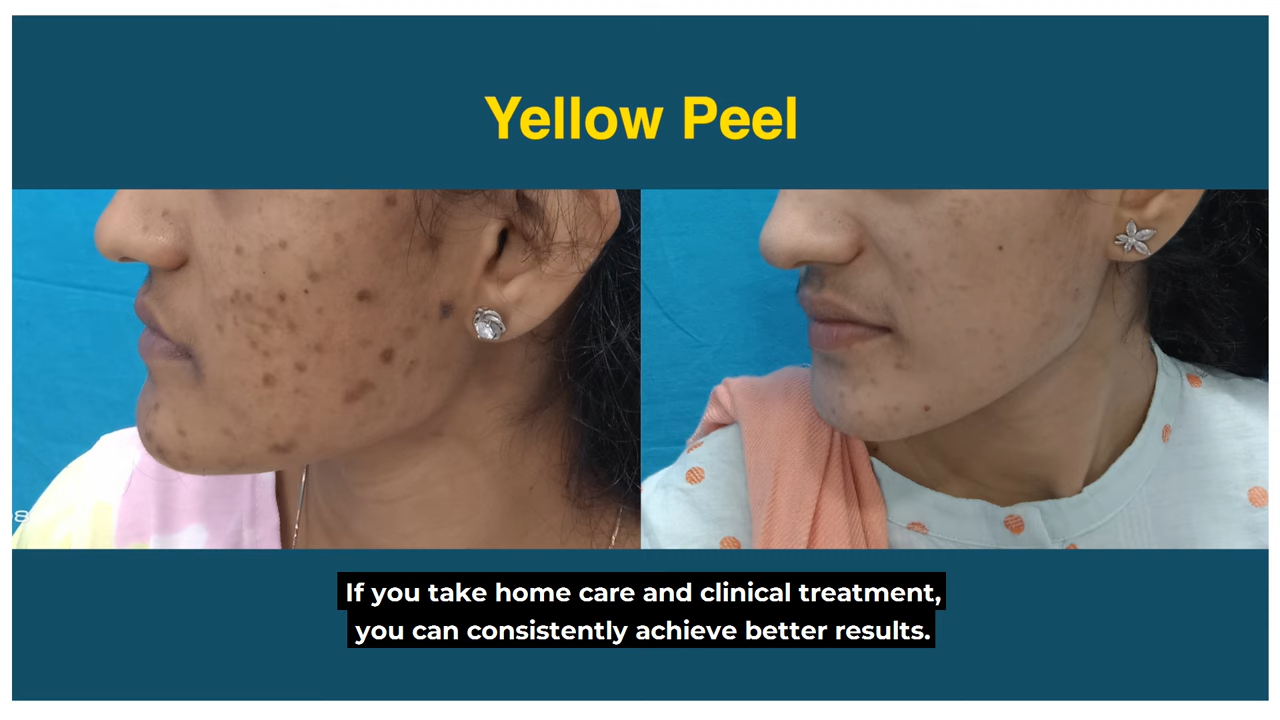 Yellow Peel
If you take home care and clinical treatment,
you can consistently achieve better results.